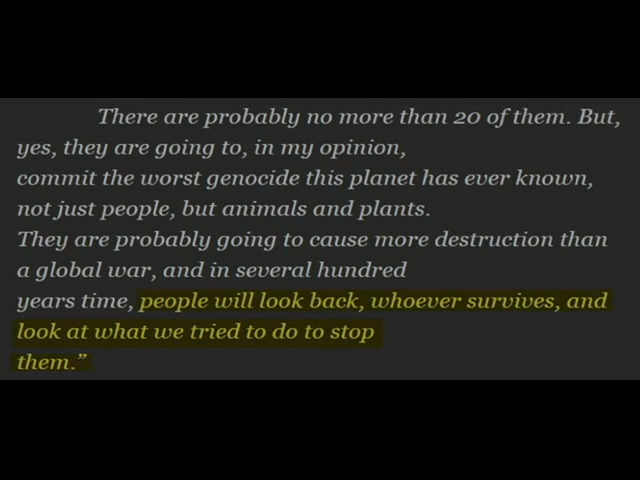 There are probably no more than 20 of them. But,
yes, they are going to, in my opinion,
commit the worst genocide this planet has ever known,
not just people, but animals and plants.
They are probably going to cause more destruction than
a global war, and in several hundred
years time, people will look back, whoever survives, and
look at what we tried to do to stop
them.”